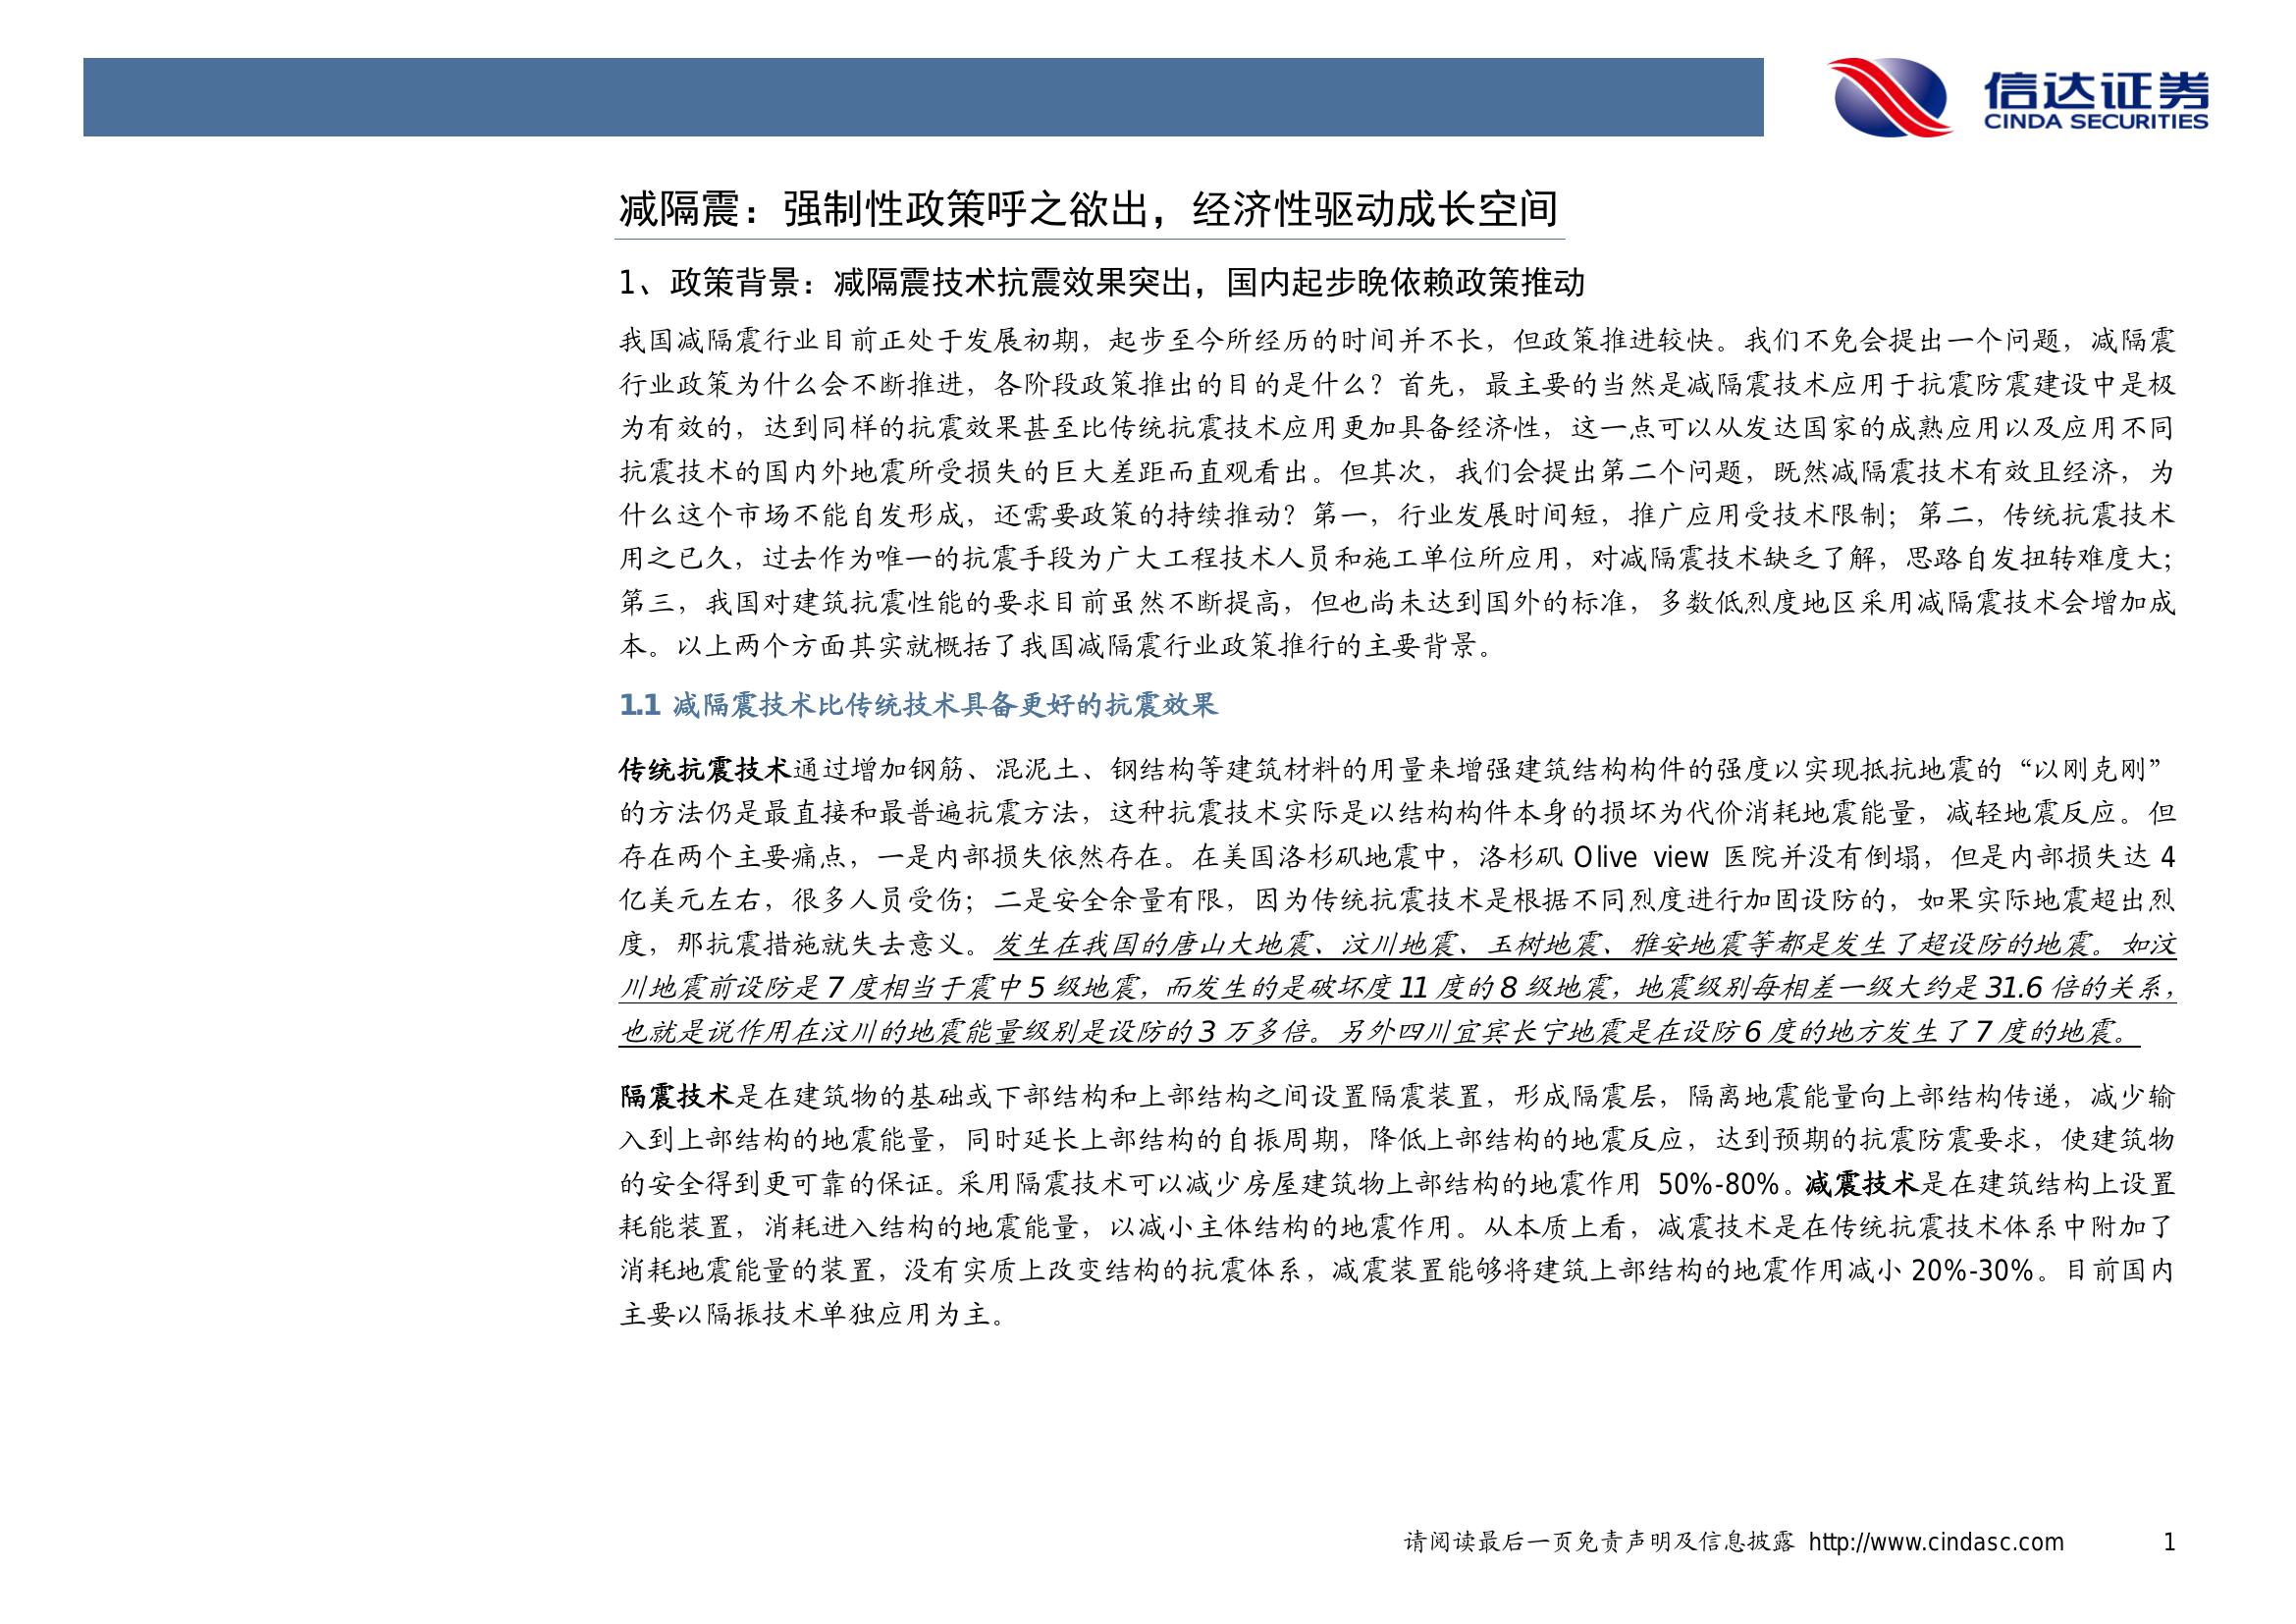 信达证券
CINDA SECURITIES
减隔震：强制性政策呼之欲出，经济性驱动成长空间
1、政策背景：减隔震技术抗震效果突出，国内起步晚依赖政策推动
我国减隔震行业目前正处于发展初期，起步至今所经历的时间并不长，但政策推进较快。我们不免会提出一个问题，减隔震
行业政策为什么会不断推进，各阶段政策推出的目的是什么？首先，最主要的当然是减隔震技术应用于抗震防震建设中是极
为有效的，达到同样的抗震效果甚至比传统抗震技术应用更加具备经济性，这一点可以从发达国家的成熟应用以及应用不同
抗震技术的国内外地震所受损失的巨大差距而直观看出。但其次，我们会提出第二个问题，既然减隔震技术有效且经济，为
什么这个市场不能自发形成，还需要政策的持续推动？第一，行业发展时间短，推广应用受技术限制；第二，传统抗震技术
用之已久，过去作为唯一的抗震手段为广大工程技术人员和施工单位所应用，对减隔震技术缺乏了解，思路自发扭转难度大；
第三，我国对建筑抗震性能的要求目前虽然不断提高，但也尚未达到国外的标准，多数低烈度地区采用减隔震技术会增加成
本。以上两个方面其实就概括了我国减隔震行业政策推行的主要背景。
1.1 减隔震技术比传统技术具备更好的抗震效果
传统抗震技术通过增加钢筋、混泥土、钢结构等建筑材料的用量来增强建筑结构构件的强度以实现抵抗地震的“以刚克刚”
的方法仍是最直接和最普遍抗震方法，这种抗震技术实际是以结构构件本身的损坏为代价消耗地震能量，减轻地震反应。但
存在两个主要痛点，一是内部损失依然存在。在美国洛杉矶地震中，洛杉矶 Olive view 医院并没有倒塌，但是内部损失达 4
亿美元左右，很多人员受伤；二是安全余量有限，因为传统抗震技术是根据不同烈度进行加固设防的，如果实际地震超出烈
度，那抗震措施就失去意义。发生在我国的唐山大地震、汶川地震、玉树地震、雅安地震等都是发生了超设防的地震。如汶
川地震前设防是 7 度相当于震中 5 级地震，而发生的是破坏度 11 度的 8 级地震，地震级别每相差一级大约是 31.6 倍的关系，
也就是说作用在汶川的地震能量级别是设防的 3 万多倍。另外四川宜宾长宁地震是在设防 6 度的地方发生了 7 度的地震。
隔震技术是在建筑物的基础或下部结构和上部结构之间设置隔震装置，形成隔震层，隔离地震能量向上部结构传递，减少输
入到上部结构的地震能量，同时延长上部结构的自振周期，降低上部结构的地震反应，达到预期的抗震防震要求，使建筑物
的安全得到更可靠的保证。采用隔震技术可以减少房屋建筑物上部结构的地震作用 50%-80%。减震技术是在建筑结构上设置
耗能装置，消耗进入结构的地震能量，以减小主体结构的地震作用。从本质上看，减震技术是在传统抗震技术体系中附加了
消耗地震能量的装置，没有实质上改变结构的抗震体系，减震装置能够将建筑上部结构的地震作用减小 20%-30%。目前国内
主要以隔振技术单独应用为主。
请阅读最后一页免责声明及信息披露 http://www.cindasc.com 1